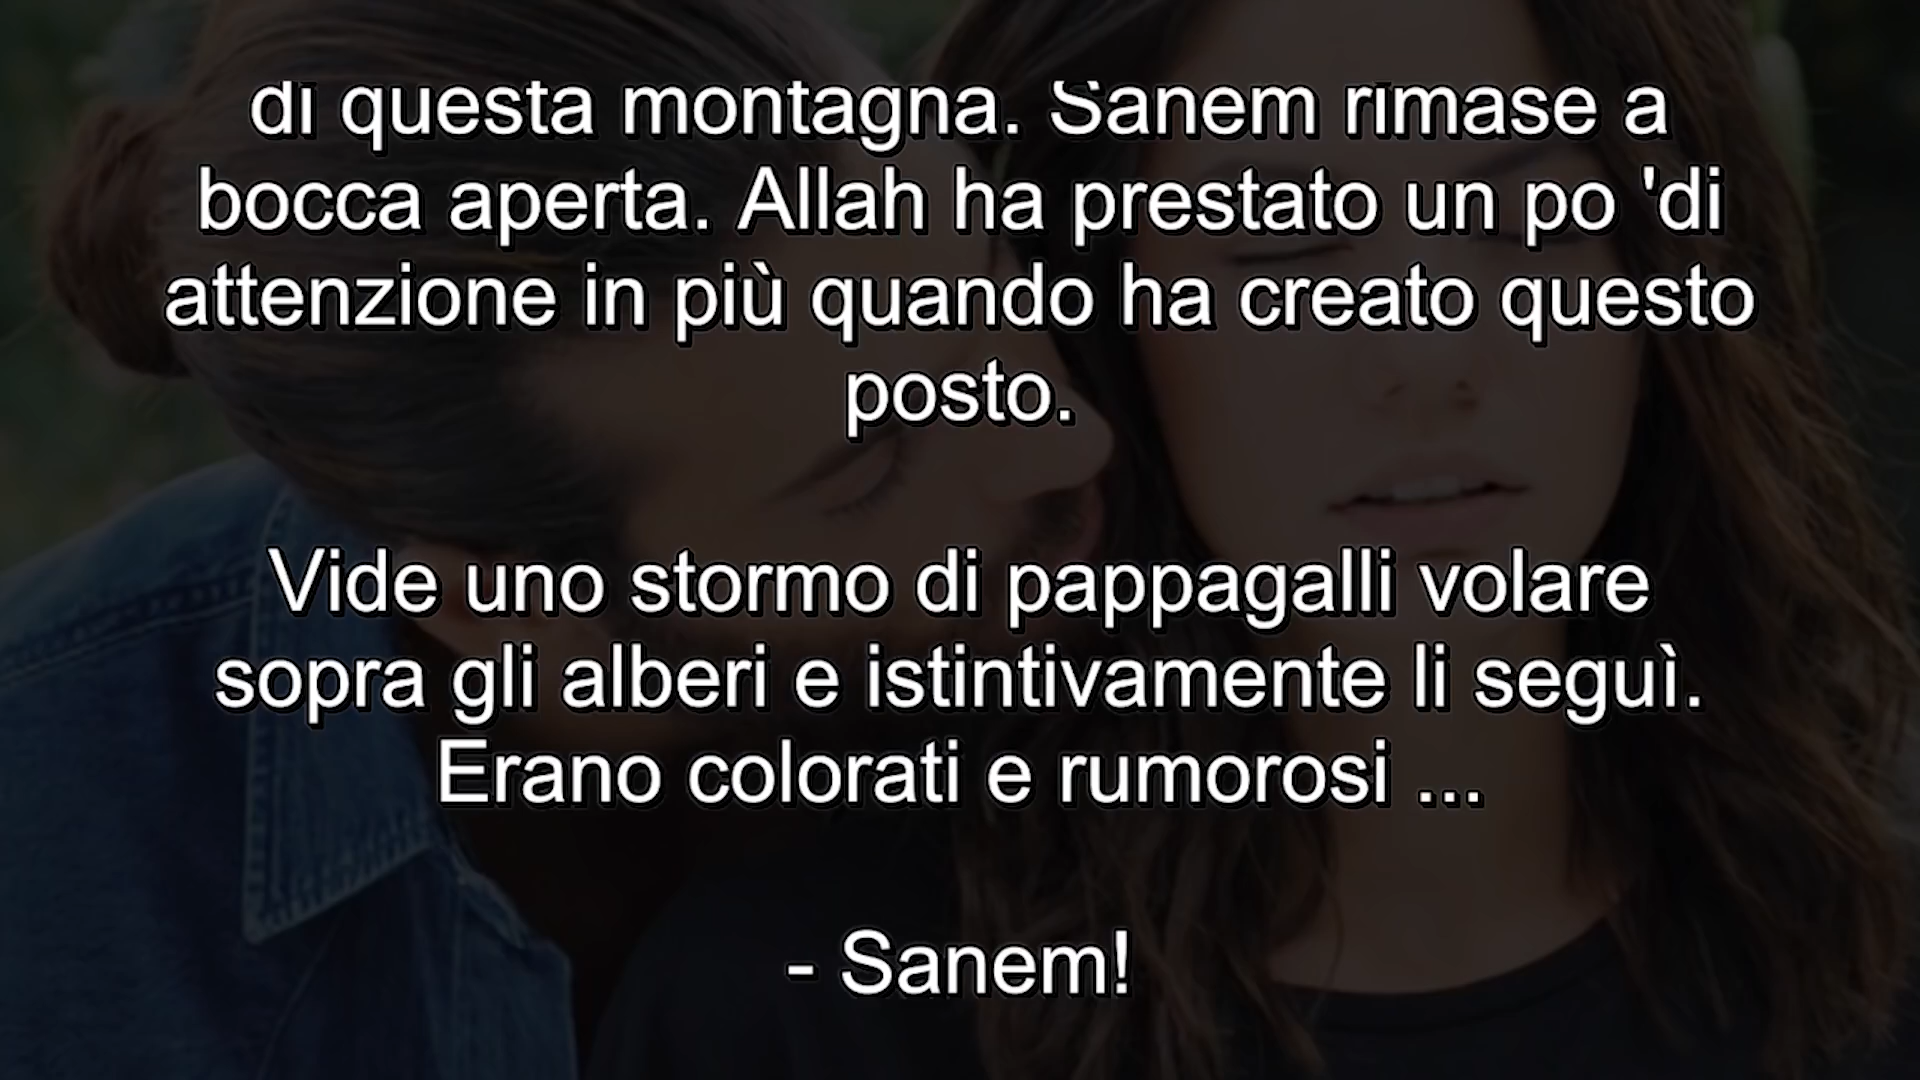 di questa montagna. Sanem rimase a
bocca aperta. Allah ha prestato un po 'di
attenzione in più quando ha creato questo
posto.
Vide uno stormo di pappagalli volare
sopra gli alberi e istintivamente li seguì.
Erano colorati e rumorosi ...
- Sanem!